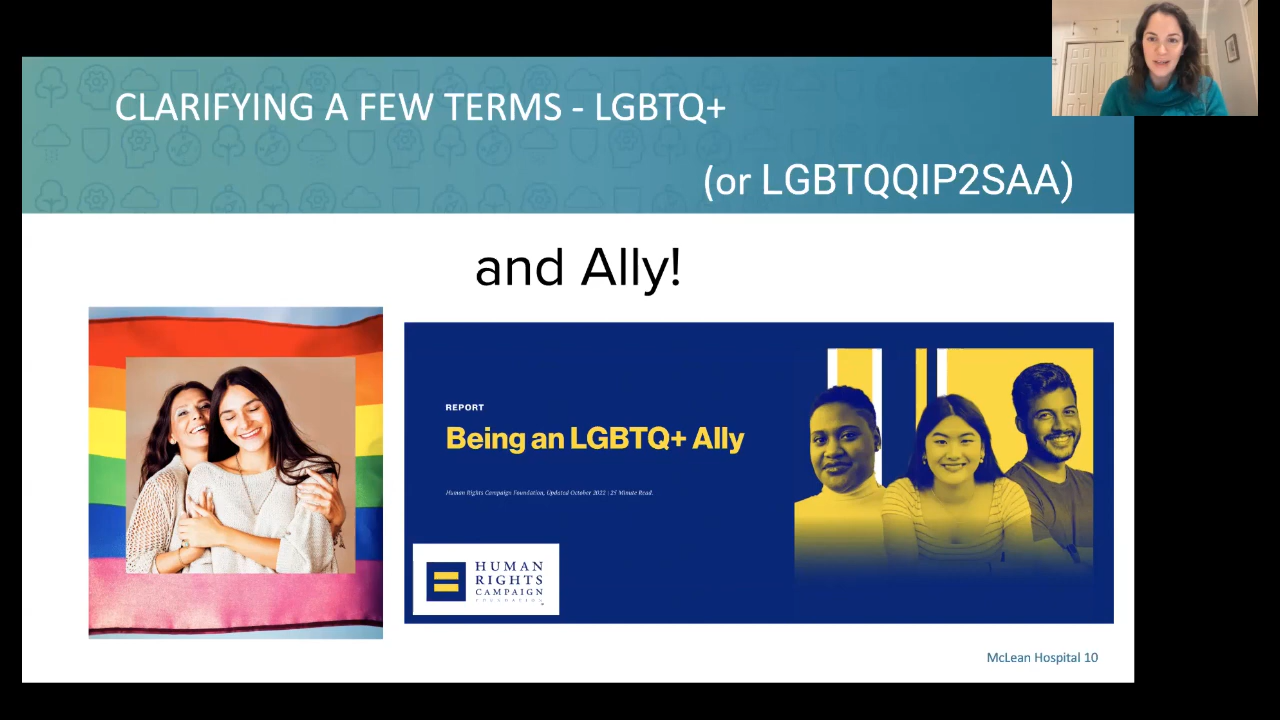 CLARIFYING A FEW TERMS - LGBTQ+
(or LGBTQQIP2SAA)
and Ally!
REPORT
Being an LGBTQ+ Ally
Human Rights Campaign Foundation, Updated October 2022 | 25 Minute Read.
HUMAN
RIGHTS
CAMPAIGN
FOUNDATION
McLean Hospital 10